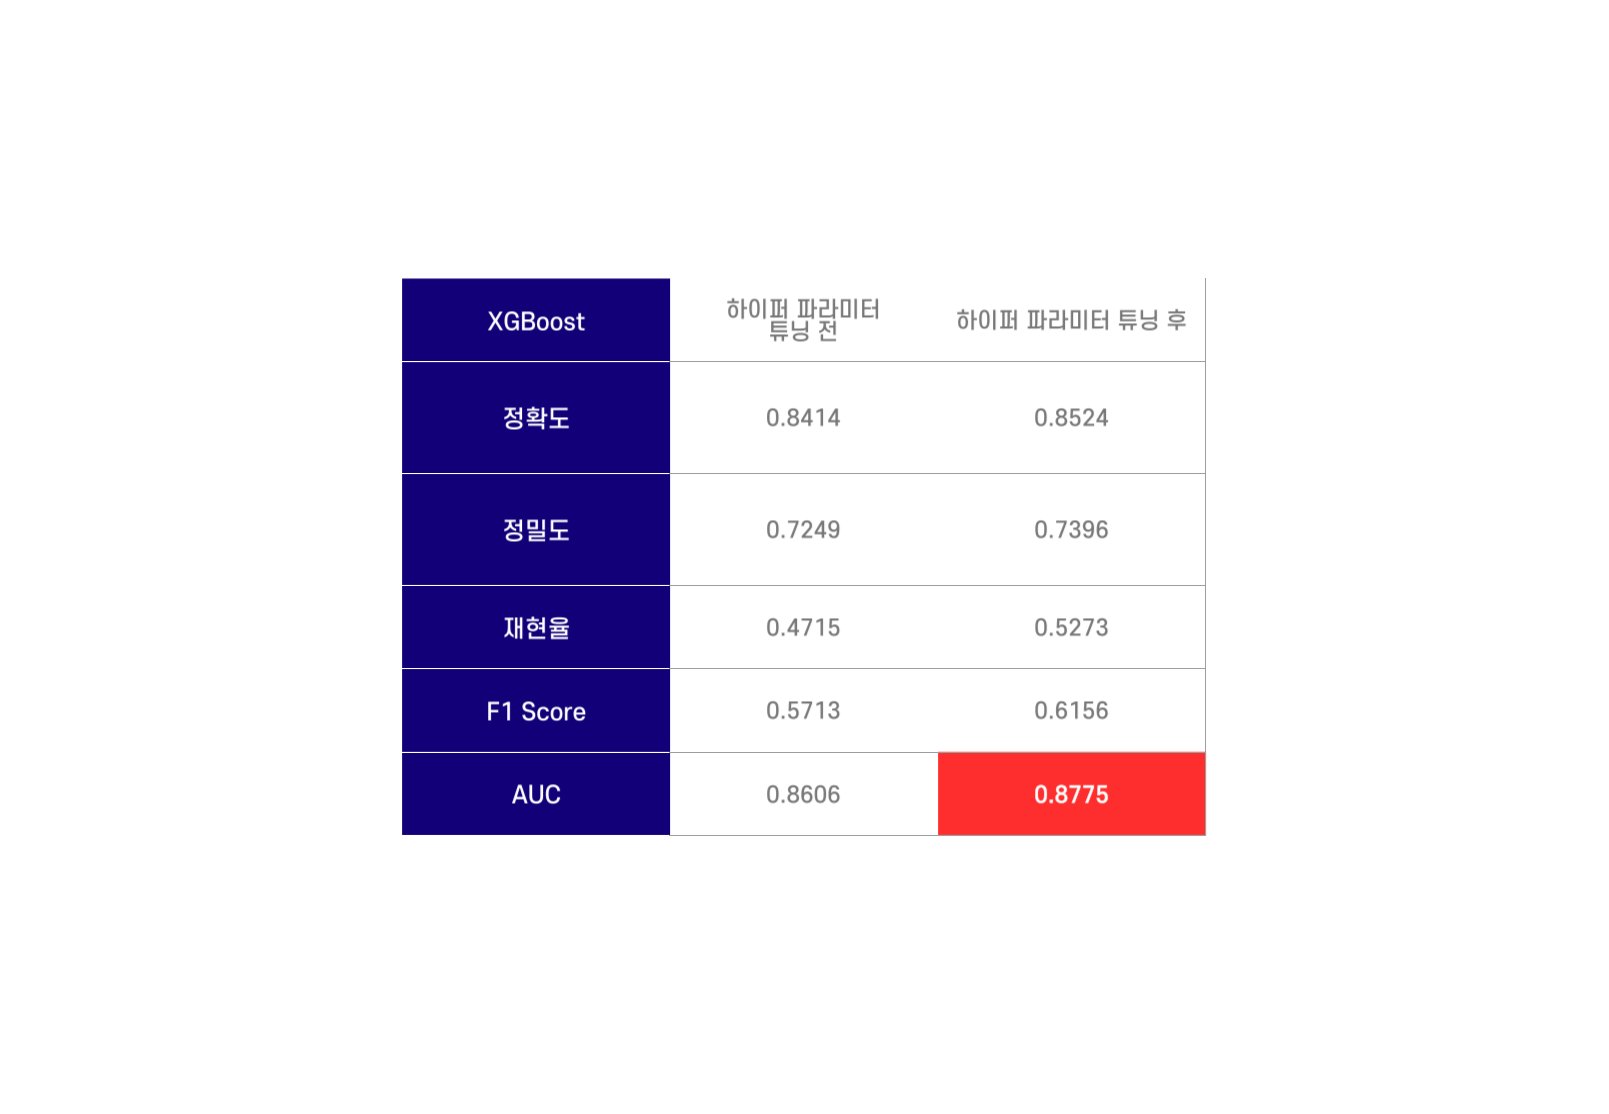 XGBoost
하이퍼 파라미터
튜닝 전
하이퍼 파라미터 튜닝 후
정확도
0.8414
0.8524
정밀도
0.7249
0.7396
재현율
0.4715
0.5273
F1 Score
0.5713
0.6156
AUC
0.8606
0.8775